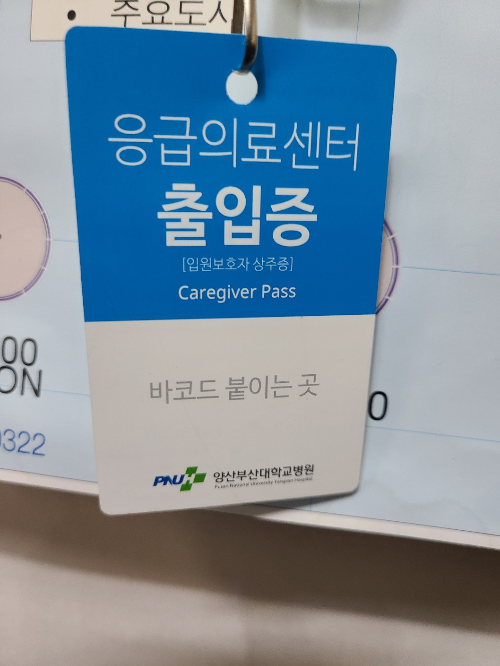 • 주요도시
응급의료센터
출입증
[입원보호자 상주증]
Caregiver Pass
00
ON
0322
바코드 붙이는 곳
0
PNUH 양산부산대학교병원
Pusan National University Yangsan Hospital